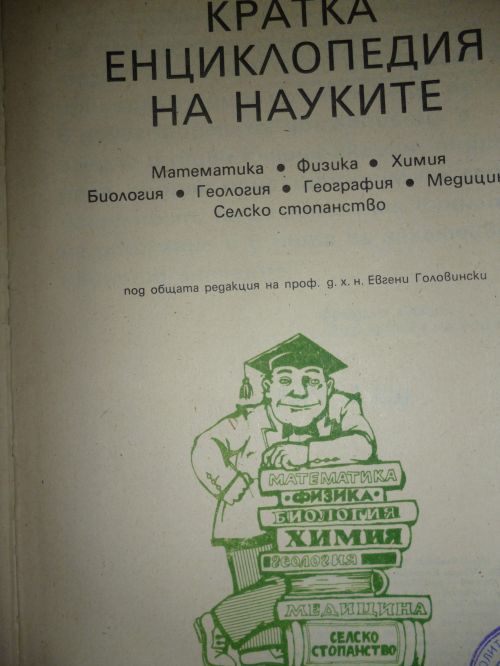 КРАТКА
ЕНЦИКЛОПЕДИЯ
НА НАУКИТЕ
Математика • Физика • Химия
Биология • Геология • География •
Селско стопанство
под общата редакция на проф. д. х. н. Евгени Головински
МАТЕМАТИКА
•ФИЗИКА•
БИОЛОГИЯ
ХИМИЯ
ГЕОЛОГИЯ
МЕДИЦИНА
СЕЛСКО
СТОПАНСТВО